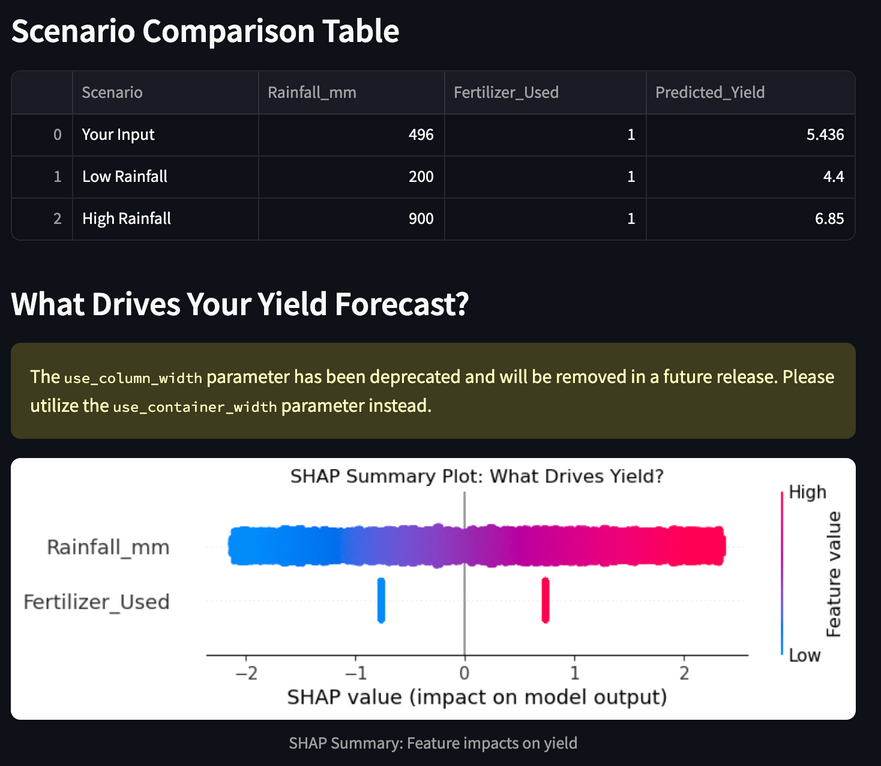 Scenario Comparison Table
Scenario Rainfall_mm Fertilizer_Used Predicted_Yield
0 Your Input 496 1 5.436
1 Low Rainfall 200 1 4.4
2 High Rainfall 900 1 6.85
What Drives Your Yield Forecast?
The use_column_width parameter has been deprecated and will be removed in a future release. Please
utilize the use_container_width parameter instead.
SHAP Summary Plot: What Drives Yield?
High
Rainfall_mm
Fertilizer_Used
Feature value
Low
−2 −1 0 1 2
SHAP value (impact on model output)
SHAP Summary: Feature impacts on yield